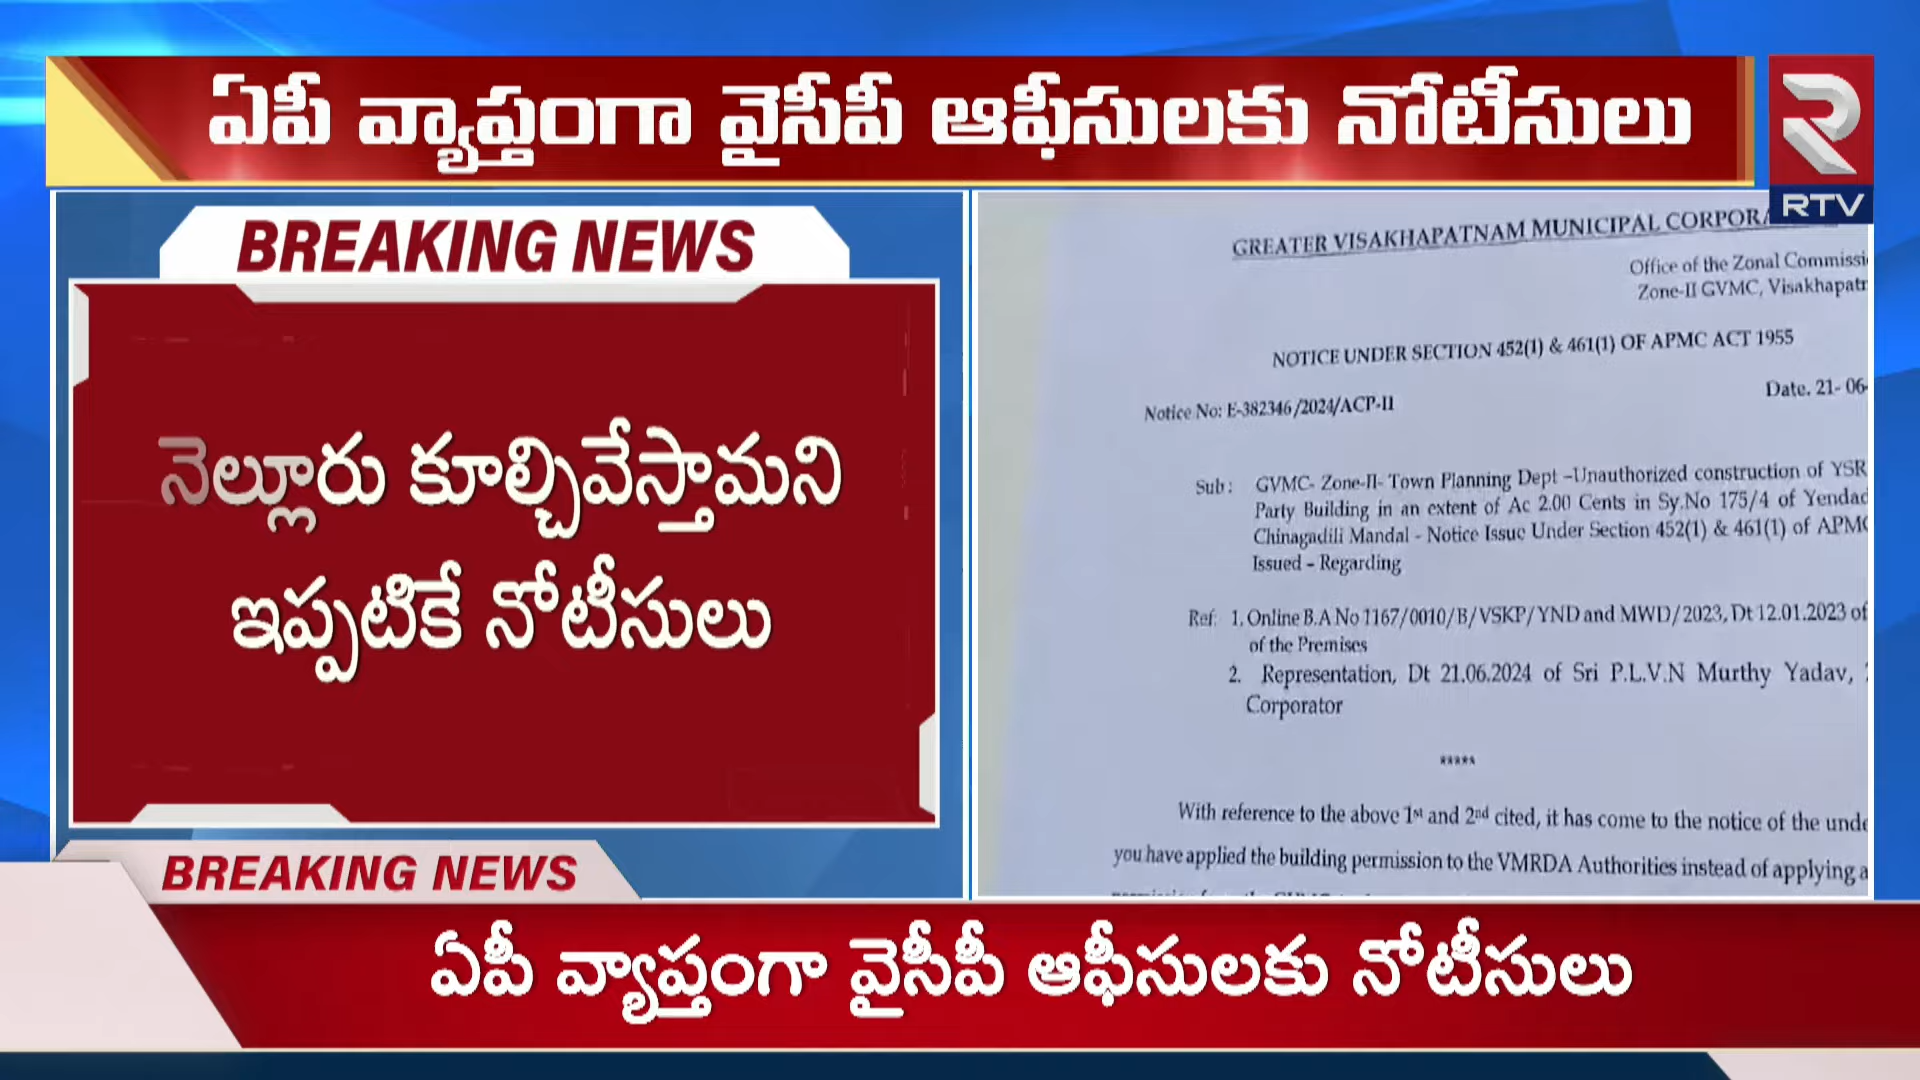 ఏపీ వ్యాప్తంగా వైసీపీ ఆఫీసులకు నోటీసులు
RTV
BREAKING NEWS
నెల్లూరు కూల్చివేస్తామని
ఇప్పటికే నోటీసులు
GREATER VISAKHAPATNAM MUNICIPAL CORPORA
Office of the Zonal Commissi
Zone-II GVMC, Visakhapatn
NOTICE UNDER SECTION 452(1) & 461(1) OF APMC ACT 1955
Date. 21- 06-
Notice No: E-382346/2024/ACP-II
Sub: GVMC- Zone-II- Town Planning Dept –Unauthorized construction of YSR
Party Building in an extent of Ac 2.00 Cents in Sy.No 175/4 of Yendad
Chinagadili Mandal - Notice Issue Under Section 452(1) & 461(1) of APMC
Issued – Regarding
Ref: 1. Online B.A No 1167/0010/B/VSKP/YND and MWD/2023, Dt 12.01.2023 of
of the Premises
2. Representation, Dt 21.06.2024 of Sri P.L.V.N Murthy Yadav,
Corporator
*****
With reference to the above 1st and 2nd cited, it has come to the notice of the unde
you have applied the building permission to the VMRDA Authorities instead of applying a
BREAKING NEWS
ఏపీ వ్యాప్తంగా వైసీపీ ఆఫీసులకు నోటీసులు